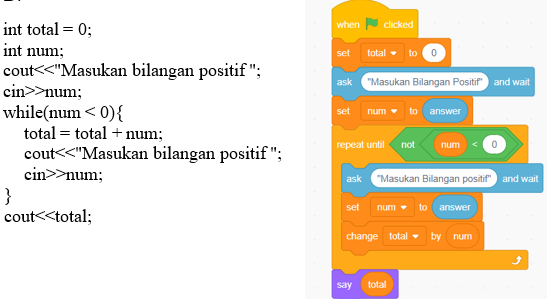 int total = 0;
int num;
cout<<"Masukan bilangan positif ";
cin>>num;
while(num < 0){
total = total + num;
cout<<"Masukan bilangan positif ";
cin>>num;
}
cout<<total;
when clicked
set total to 0
ask "Masukan Bilangan Positif" and wait
set num to answer
repeat until not num < 0
ask "Masukan Bilangan positif" and wait
set num to answer
change total by num
say total